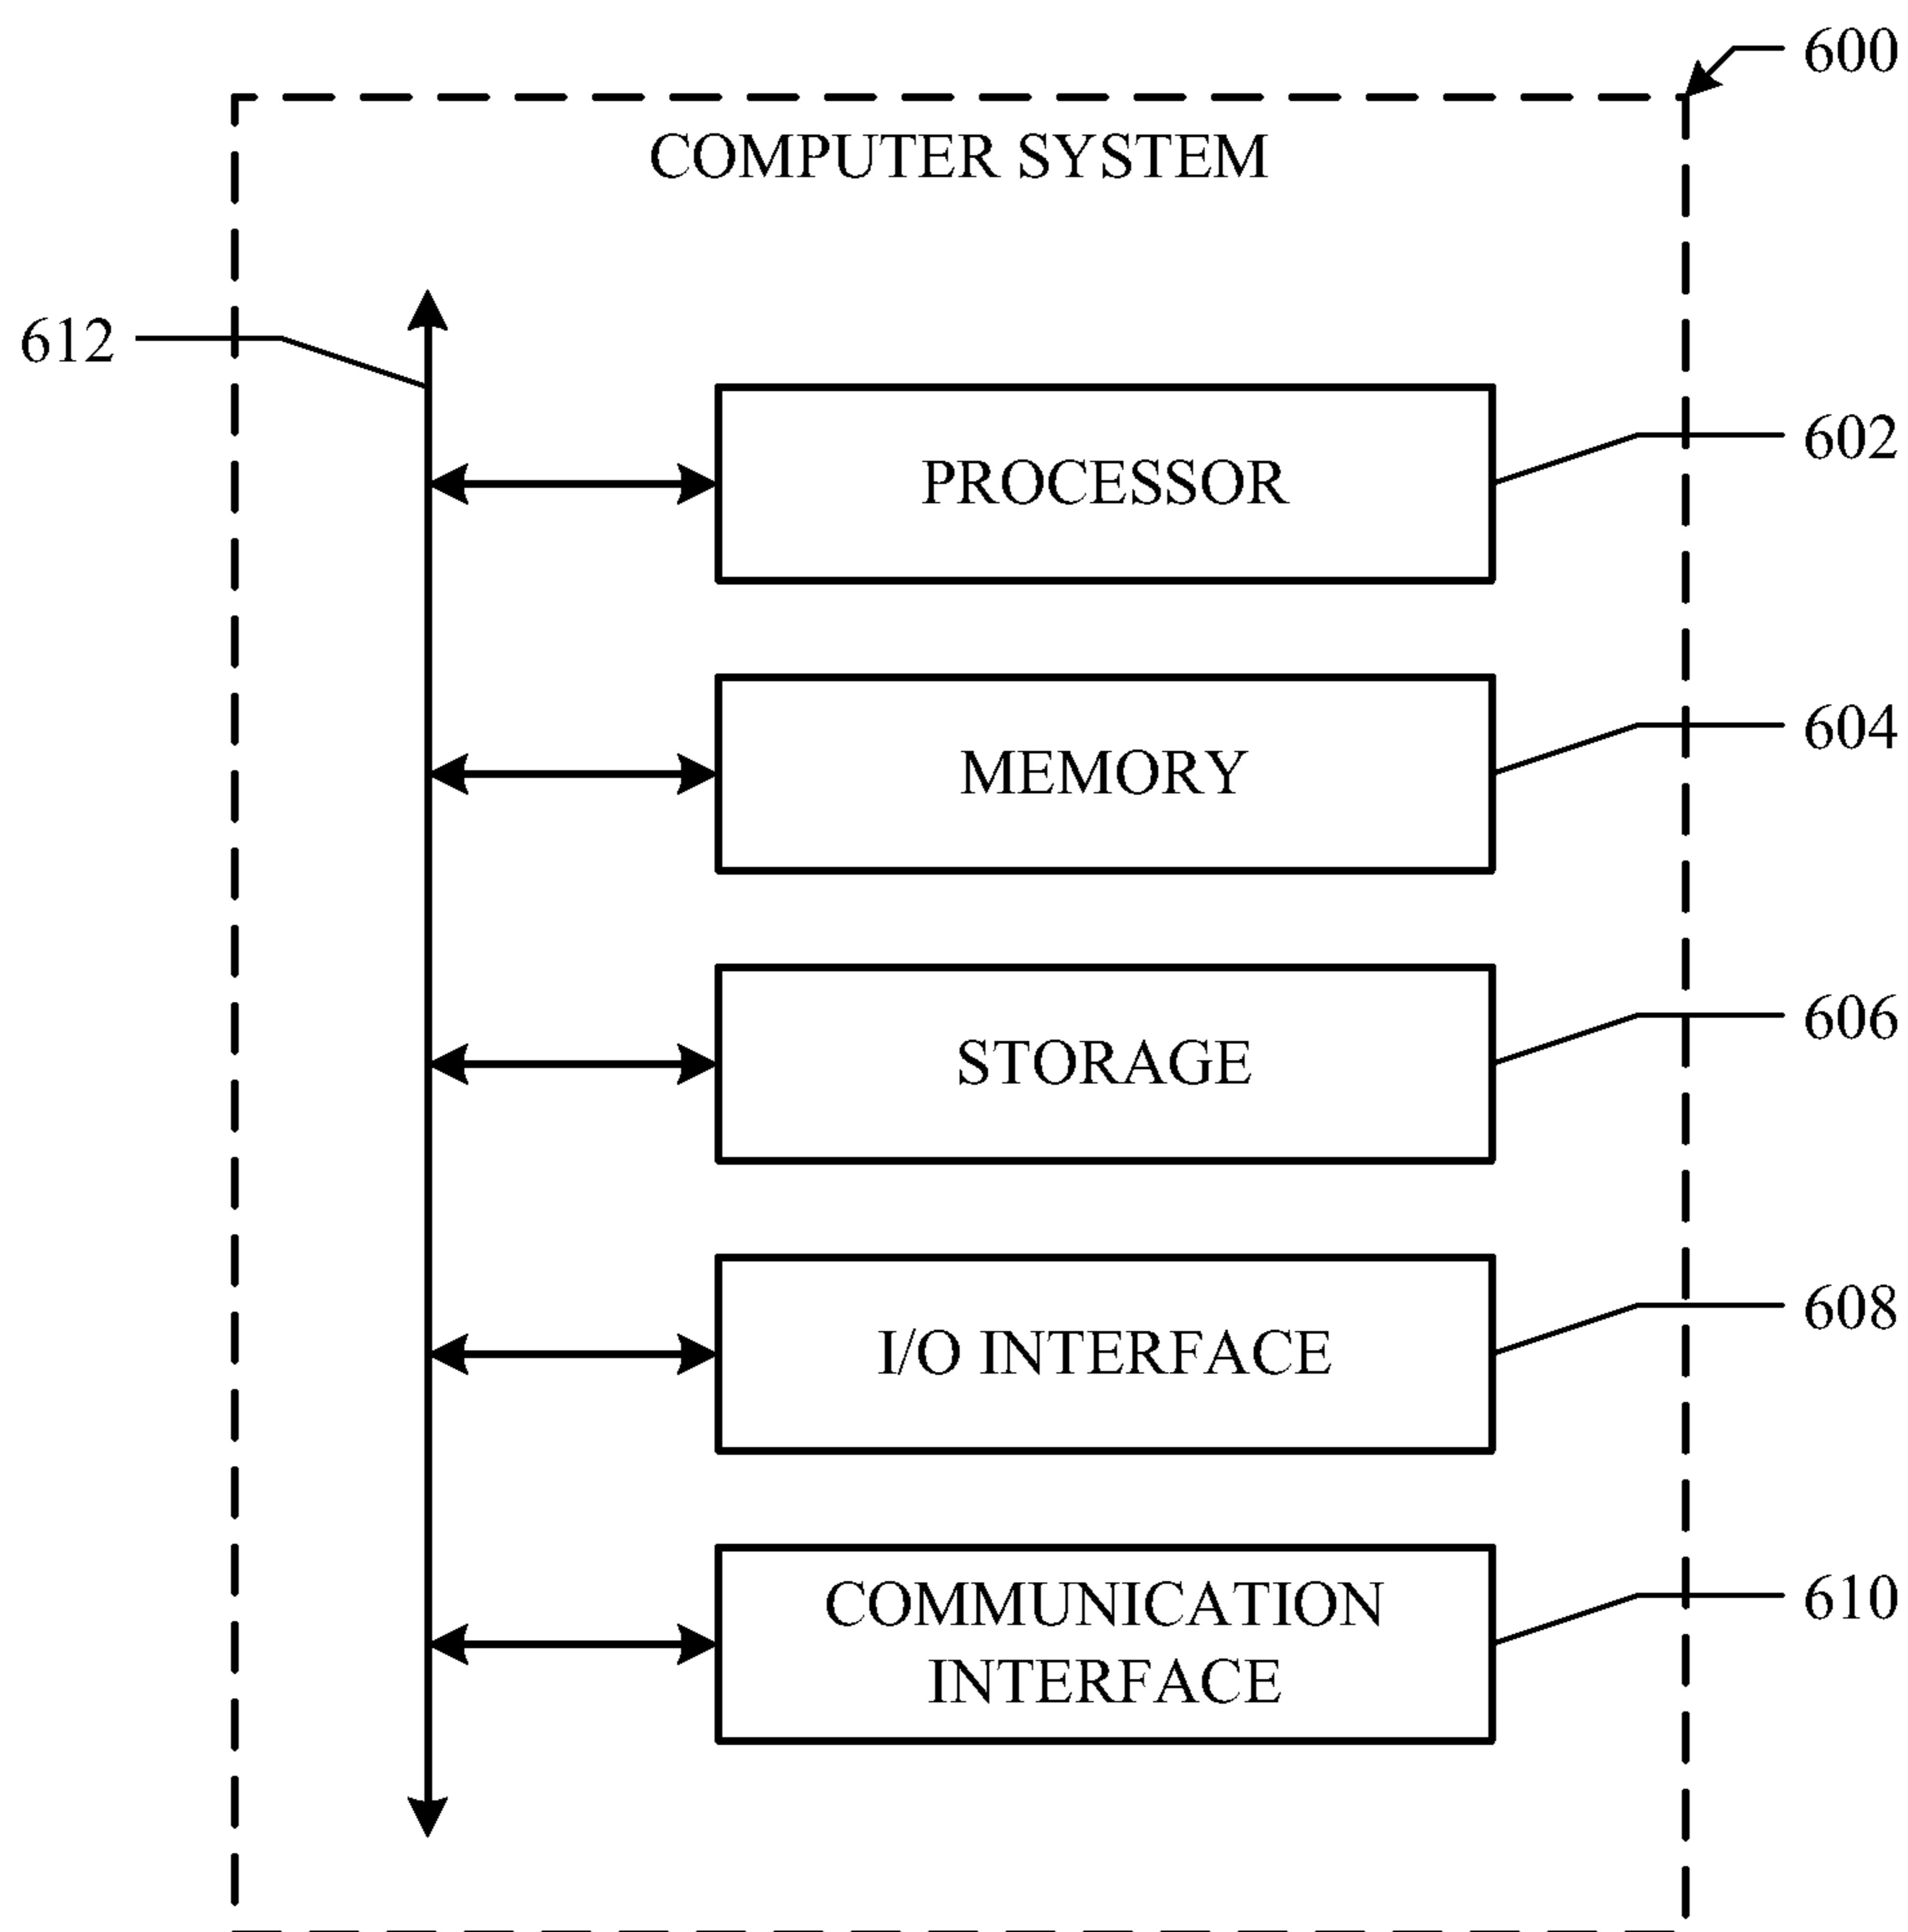 600
COMPUTER SYSTEM
612
602
PROCESSOR
604
MEMORY
606
STORAGE
608
I/O INTERFACE
610
COMMUNICATION
INTERFACE